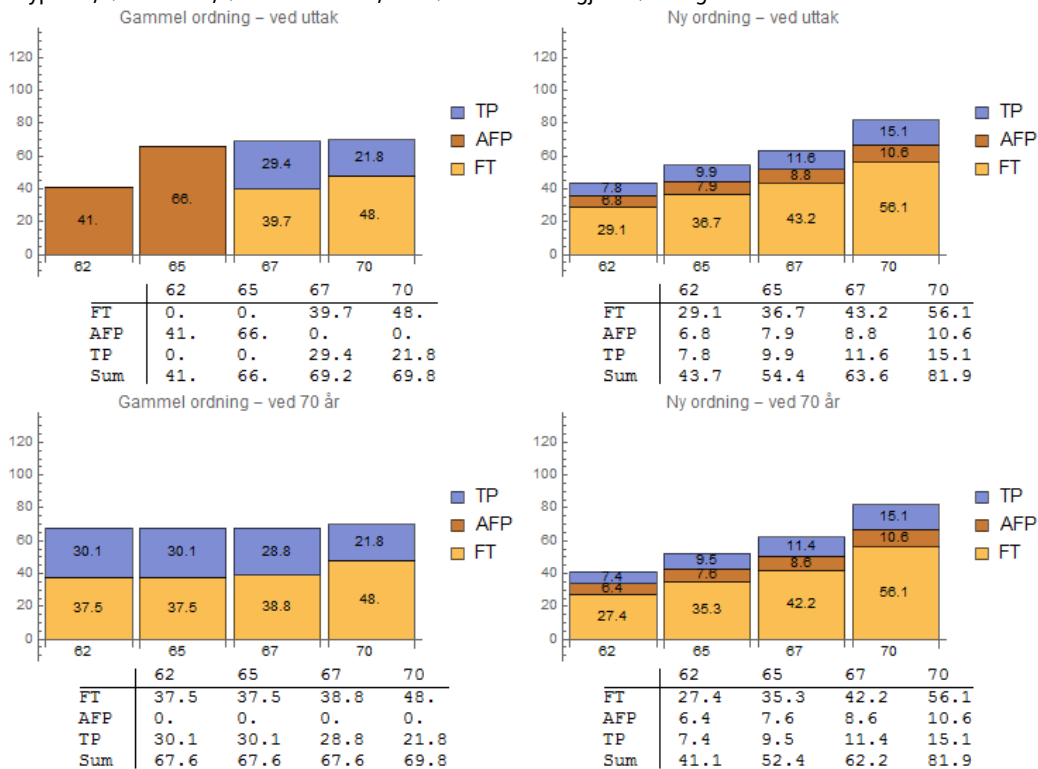 Gammel ordning – ved uttak
120
100
80
60
40
20
0
41.
66.
29.4
39.7
21.8
48.
62 65 67 70
TP
AFP
FT
62 65 67 70
FT 0. 0. 39.7 48.
AFP 41. 66. 0. 0.
TP 0. 0. 29.4 21.8
Sum 41. 66. 69.2 69.8
Ny ordning – ved uttak
120
100
80
60
40
20
0
7.8
6.8
29.1
9.9
7.9
36.7
11.6
8.8
43.2
15.1
10.6
56.1
62 65 67 70
TP
AFP
FT
62 65 67 70
FT 29.1 36.7 43.2 56.1
AFP 6.8 7.9 8.8 10.6
TP 7.8 9.9 11.6 15.1
Sum 43.7 54.4 63.6 81.9
Gammel ordning – ved 70 år
120
100
80
60
40
20
0
30.1
37.5
30.1
37.5
28.8
38.8
21.8
48.
62 65 67 70
TP
AFP
FT
62 65 67 70
FT 37.5 37.5 38.8 48.
AFP 0. 0. 0. 0.
TP 30.1 30.1 28.8 21.8
Sum 67.6 67.6 67.6 69.8
Ny ordning – ved 70 år
120
100
80
60
40
20
0
7.4
6.4
27.4
9.5
7.6
35.3
11.4
8.6
42.2
15.1
10.6
56.1
62 65 67 70
TP
AFP
FT
62 65 67 70
FT 27.4 35.3 42.2 56.1
AFP 6.4 7.6 8.6 10.6
TP 7.4 9.5 11.4 15.1
Sum 41.1 52.4 62.2 81.9